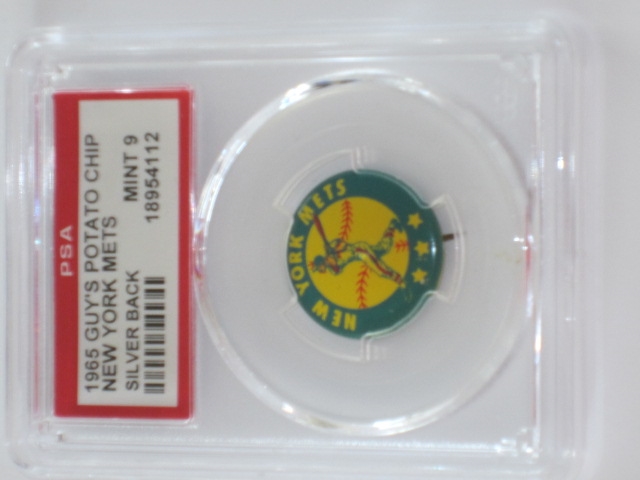 PSA
1965 GUY'S POTATO CHIP
NEW YORK METS MINT 9
SILVER BACK 18954112
NEW YORK METS